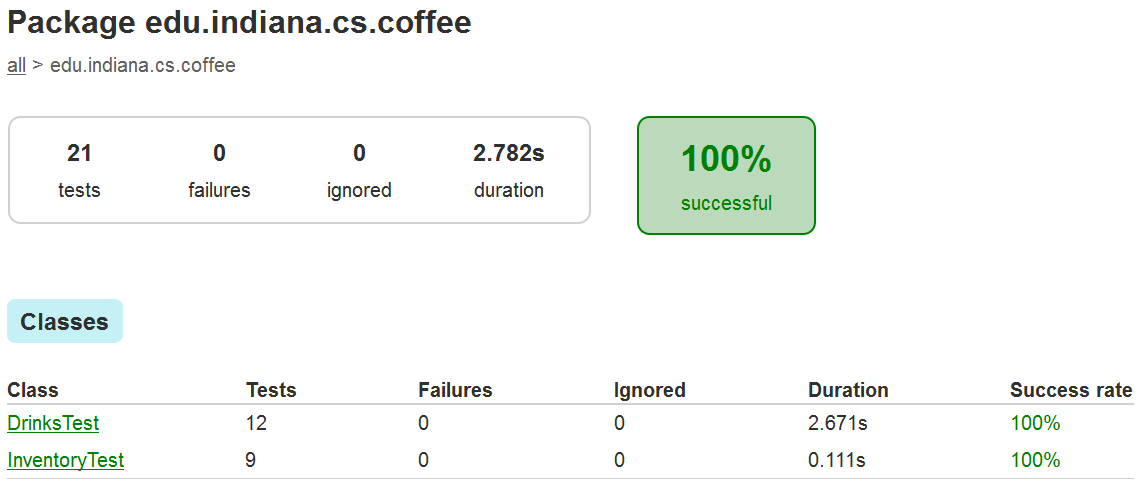 Package edu.indiana.cs.coffee
all > edu.indiana.cs.coffee
21 0 0 2.782s
tests failures ignored duration
100%
successful
Classes
Class Tests Failures Ignored Duration Success rate
DrinksTest 12 0 0 2.671s 100%
InventoryTest 9 0 0 0.111s 100%